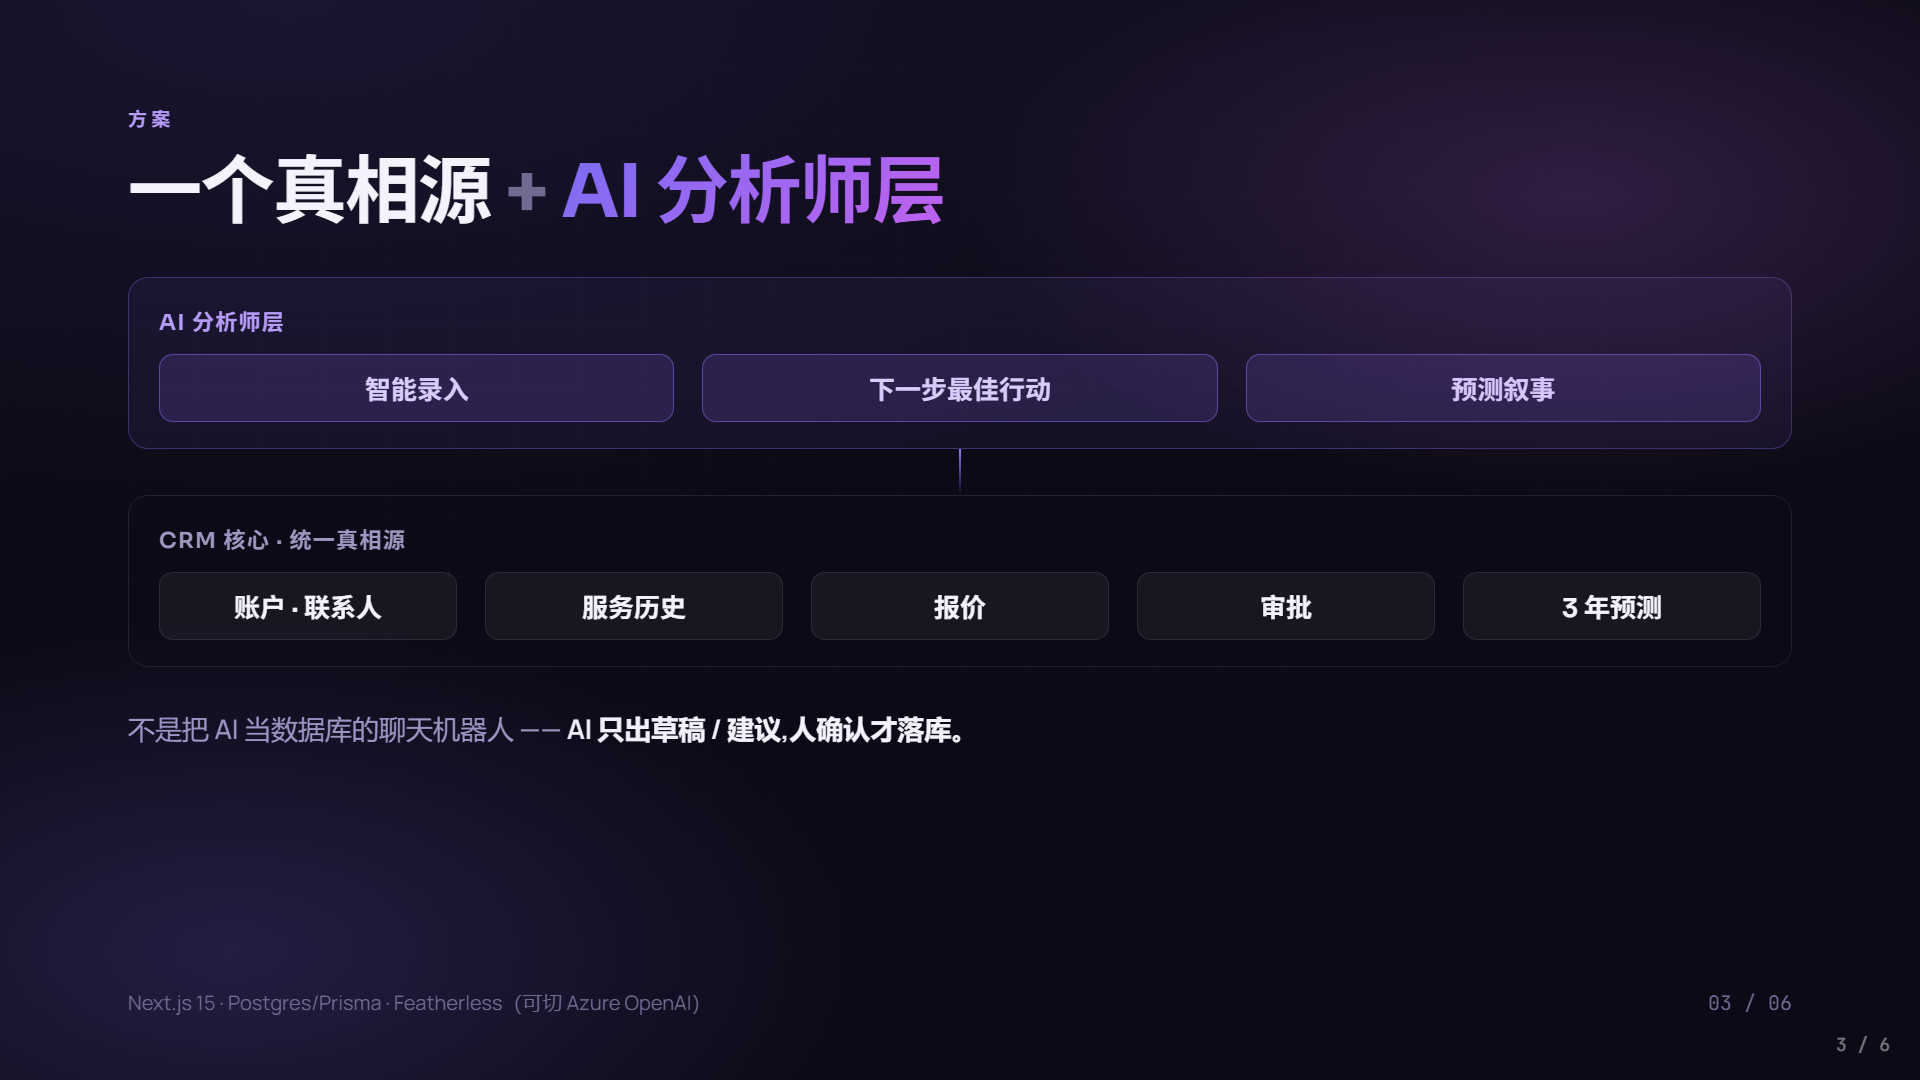 方案
一个真相源 + AI 分析师层
AI 分析师层
智能录入
下一步最佳行动
预测叙事
CRM 核心 · 统一真相源
账户 · 联系人
服务历史
报价
审批
3 年预测
不是把 AI 当数据库的聊天机器人 —— AI 只出草稿 / 建议,人确认才落库。
Next.js 15 · Postgres/Prisma · Featherless（可切 Azure OpenAI）
03 / 06
3 / 6